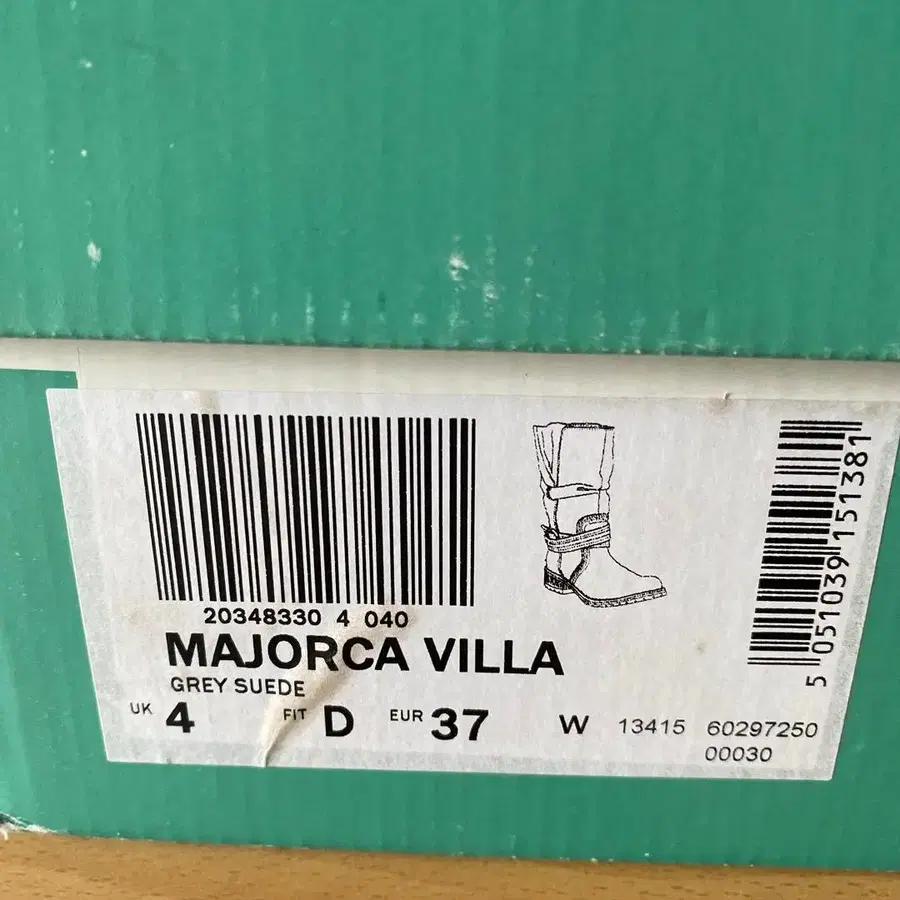 20348330 4 040
MAJORCA VILLA
GREY SUEDE
UK 4 FIT D EUR 37 W 13415 60297250
00030
5 051039 151381